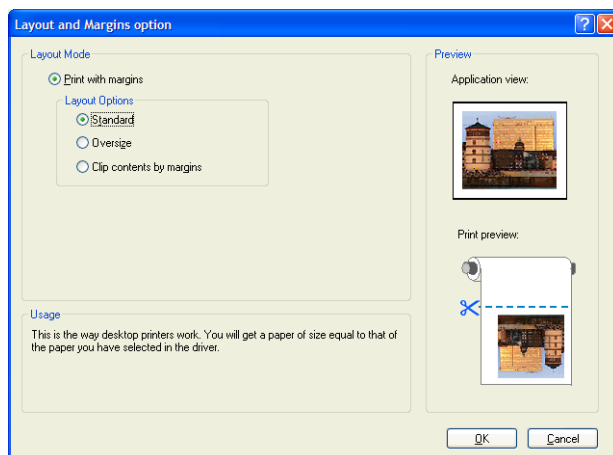 Layout and Margins option
Layout Mode
Print with margins
Layout Options
Standard
Oversize
Clip contents by margins
Usage
This is the way desktop printers work. You will get a paper of size equal to that of
the paper you have selected in the driver.
Preview
Application view:
Print preview:
OK
Cancel